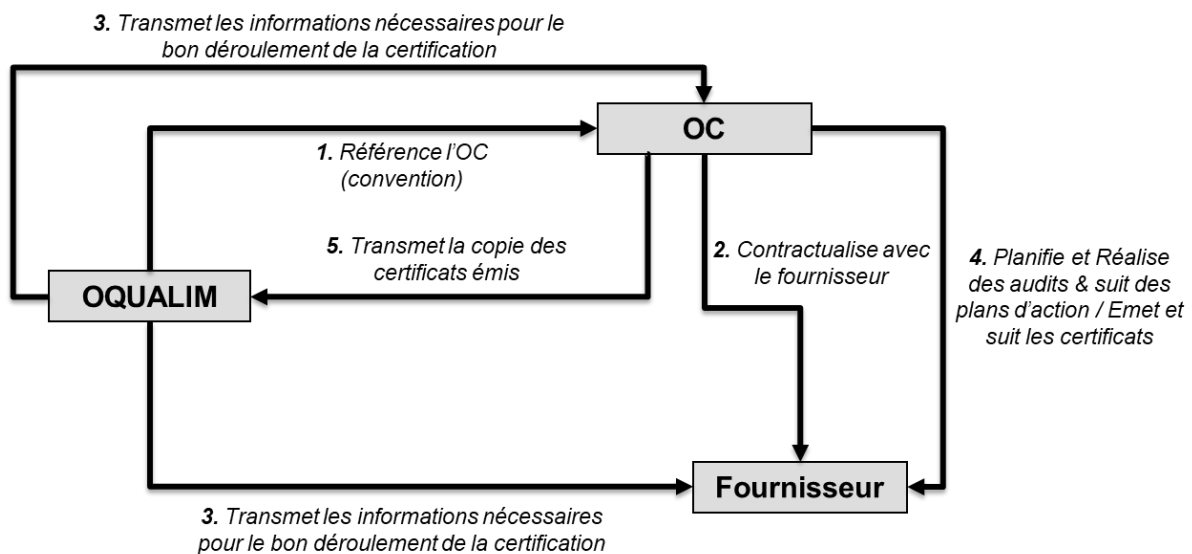 3. Transmet les informations nécessaires pour le
bon déroulement de la certification
OC
1. Référence l'OC
(convention)
5. Transmet la copie des
certificats émis
2. Contractualise avec
le fournisseur
4. Planifie et Réalise
des audits & suit des
plans d'action / Emet et
suit les certificats
OQUALIM
Fournisseur
3. Transmet les informations nécessaires
pour le bon déroulement de la certification